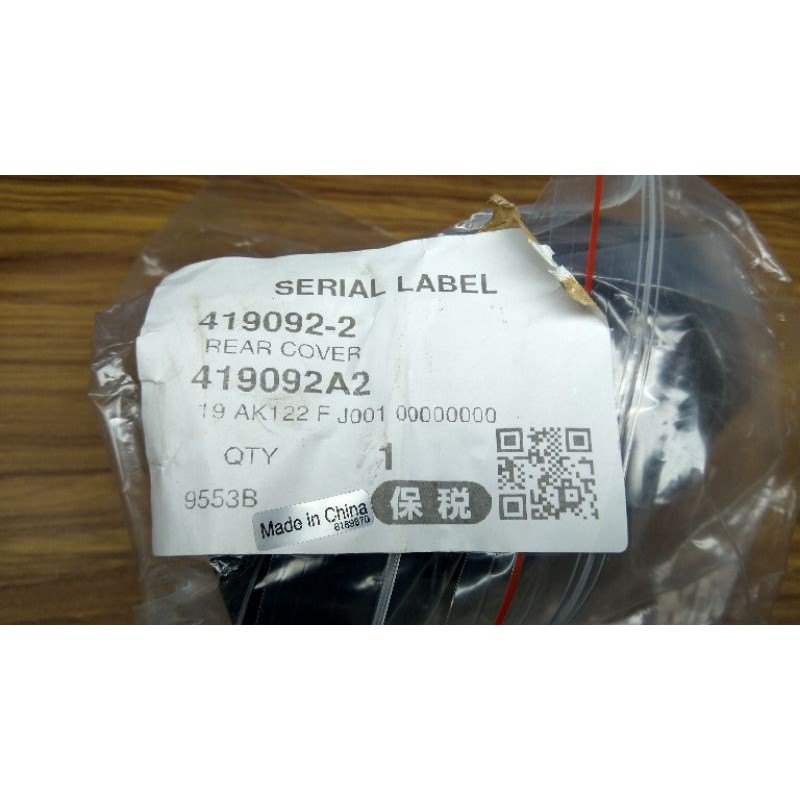 SERIAL LABEL
419092-2
REAR COVER
419092A2
19 AK122 F J001 00000000
QTY 1
9553B
Made in China
保税